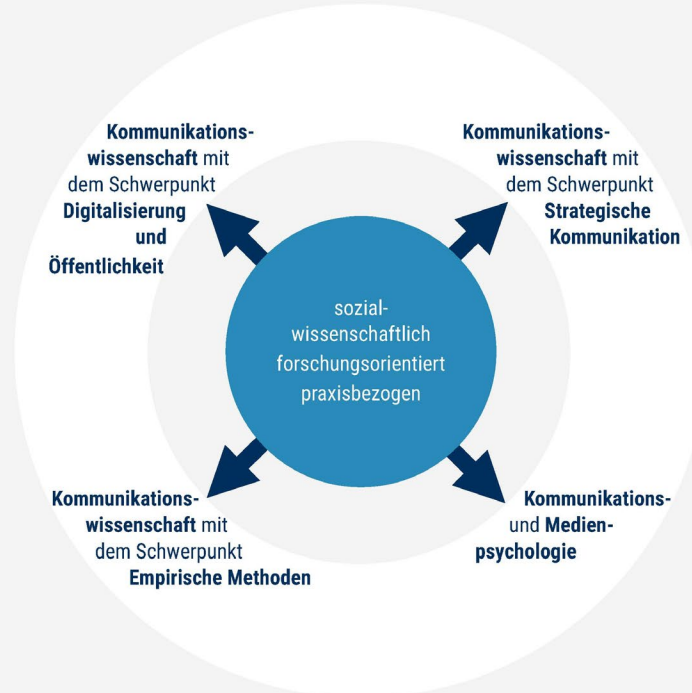 Kommunikations-
wissenschaft mit
dem Schwerpunkt
Digitalisierung
und
Öffentlichkeit
Kommunikations-
wissenschaft mit
dem Schwerpunkt
Strategische
Kommunikation
sozial-
wissenschaftlich
forschungsorientiert
praxisbezogen
Kommunikations-
wissenschaft mit
dem Schwerpunkt
Empirische Methoden
Kommunikations-
und Medien-
psychologie